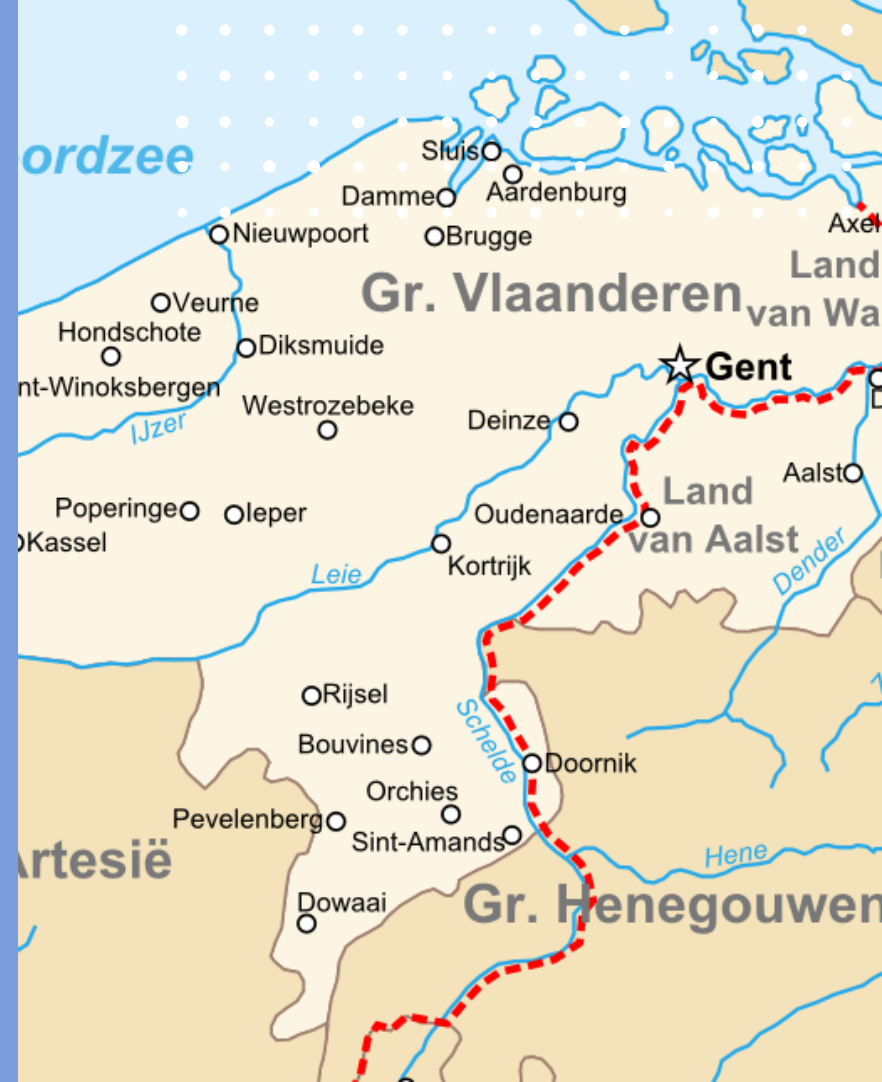 ordzee
Sluis
Aardenburg
Damme
Brugge
Nieuwpoort
Axel
Land
van Wa
Gr. Vlaanderen
Veurne
Hondschote
Diksmuide
nt-Winoksbergen
Gent
D
Westrozebeke
IJzer
Deinze
Aalst
Land
van Aalst
Poperinge
Ieper
Oudenaarde
Kassel
Kortrijk
Leie
Dender
Rijsel
Schelde
Bouvines
Doornik
Orchies
Pevelenberg
Sint-Amands
Artesië
Hene
Dowaai
Gr. Henegouwen